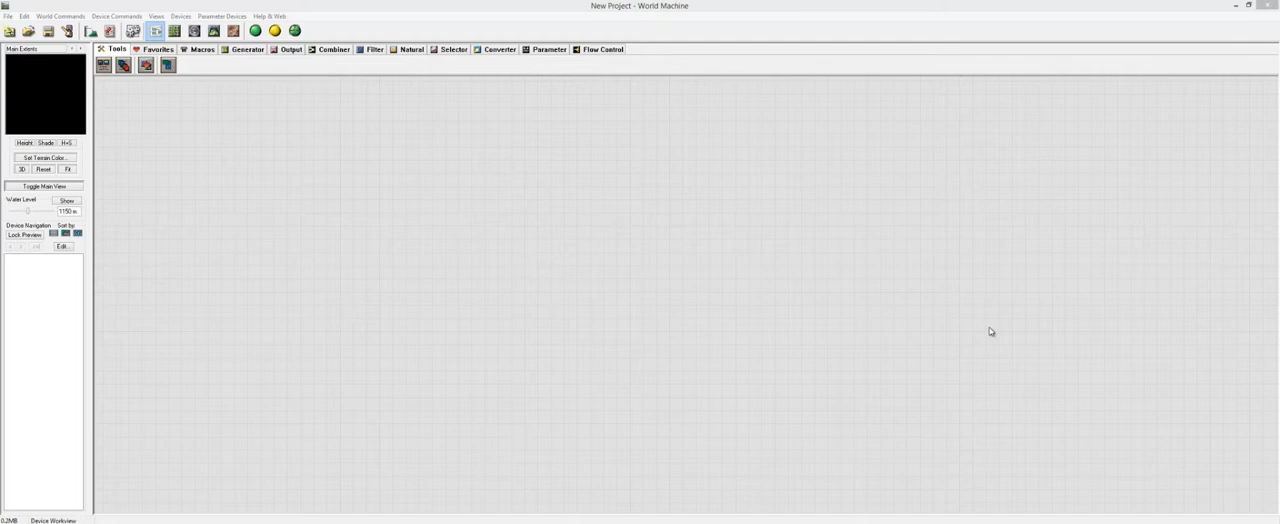 New Project - World Machine
File Edit World Commands Device Commands Views Devices Parameter Devices Help & Web
Main Extents
Tools Favorites Macros Generator Output Combiner Filter Natural Selector Converter Parameter Flow Control
Height Shade H+S
Set Terrain Color...
3D Reset Fit
Toggle Main View
Water Level Show
1150 m
Device Navigation Sort by:
Lock Preview
Edit...
0.2MB Device Workview